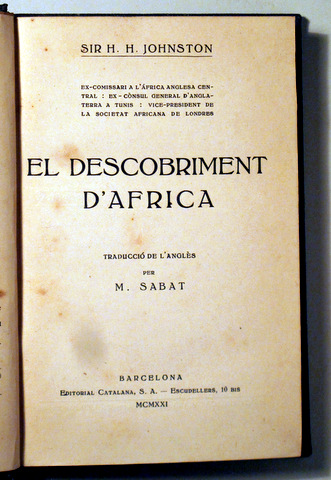 SIR H. H. JOHNSTON
EX-COMISSARI A L'ÀFRICA ANGLESA CEN-
TRAL : EX-CÒNSUL GENERAL D'ANGLA-
TERRA A TUNIS : VICE-PRESIDENT DE
LA SOCIETAT AFRICANA DE LONDRES
EL DESCOBRIMENT
D'AFRICA
TRADUCCIÓ DE L'ANGLÈS
PER
M. SABAT
BARCELONA
EDITORIAL CATALANA, S. A. — ESCUDELLERS, 10 BIS
MCMXXI